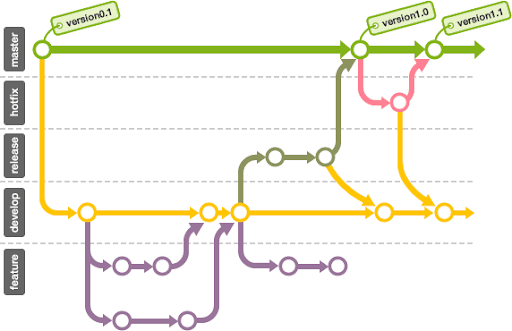 version0.1
version1.0
version1.1
master
hotfix
release
develop
feature